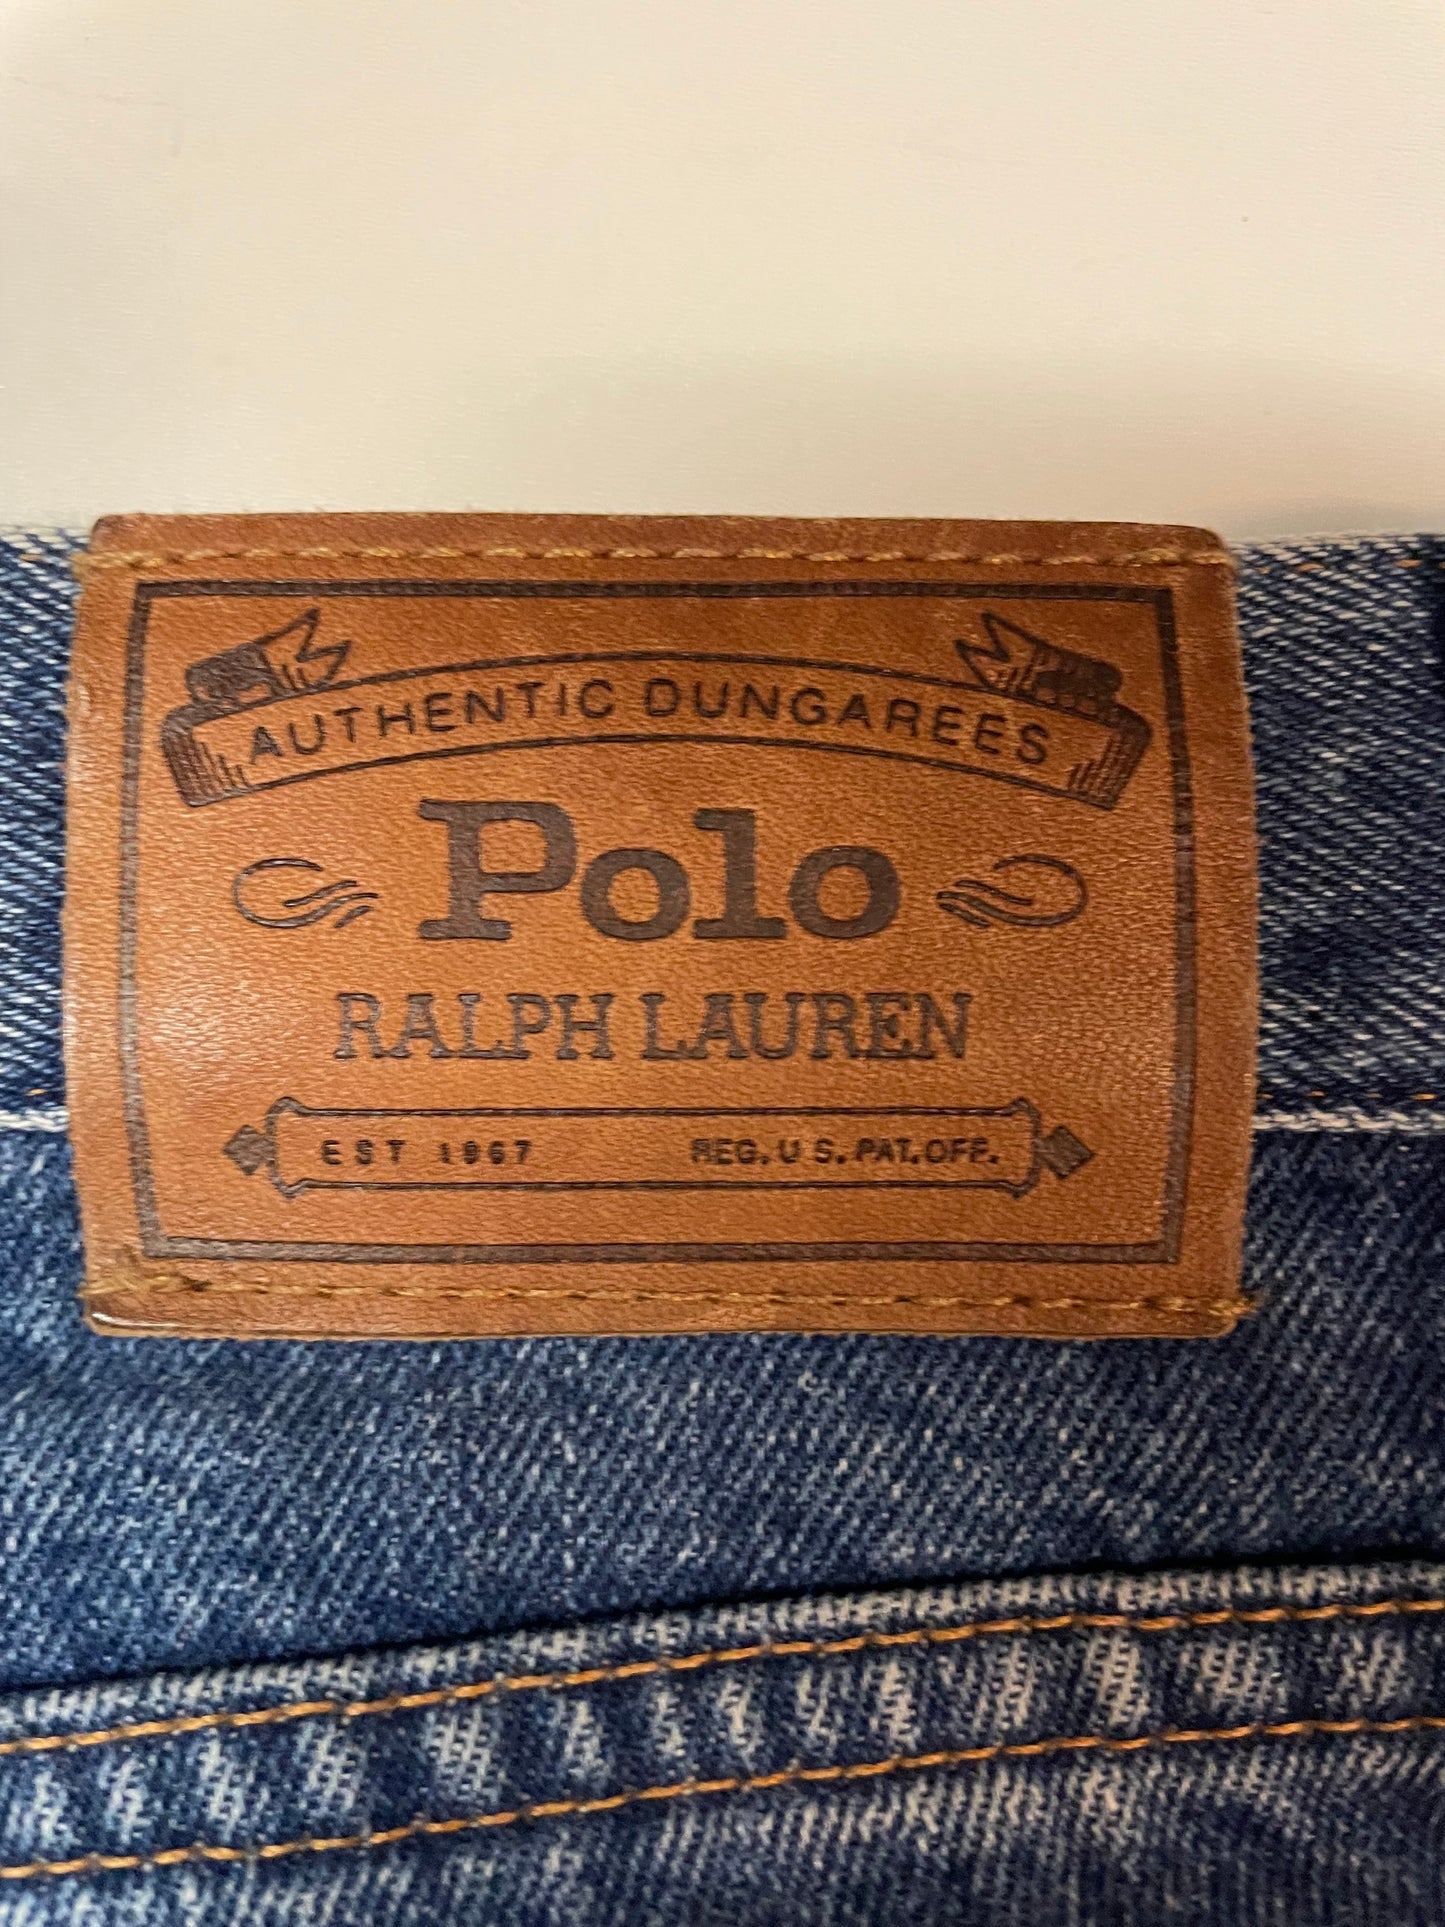 AUTHENTIC DUNGAREES
Polo
RALPH LAUREN
EST 1967 REG. U S. PAT. OFF.